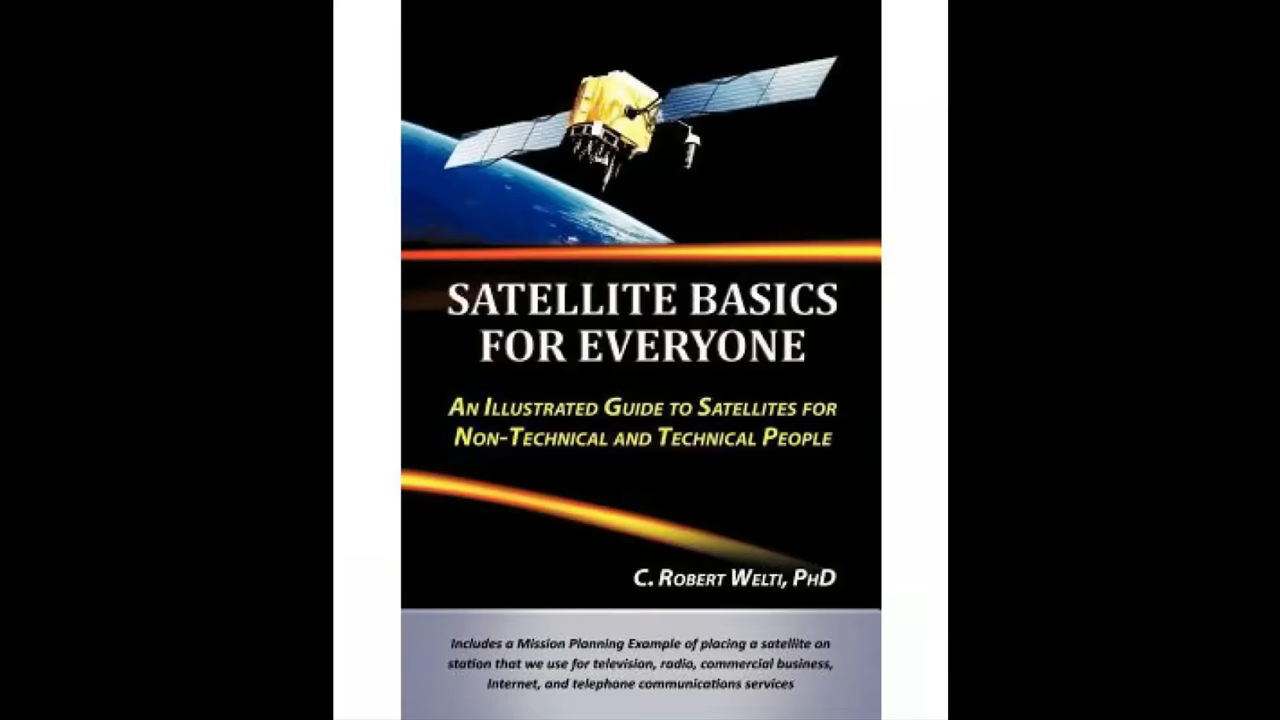 SATELLITE BASICS
FOR EVERYONE
AN ILLUSTRATED GUIDE TO SATELLITES FOR
NON-TECHNICAL AND TECHNICAL PEOPLE
C. ROBERT WELTI, PHD
Includes a Mission Planning Example of placing a satellite on
station that we use for television, radio, commercial business,
Internet, and telephone communications services